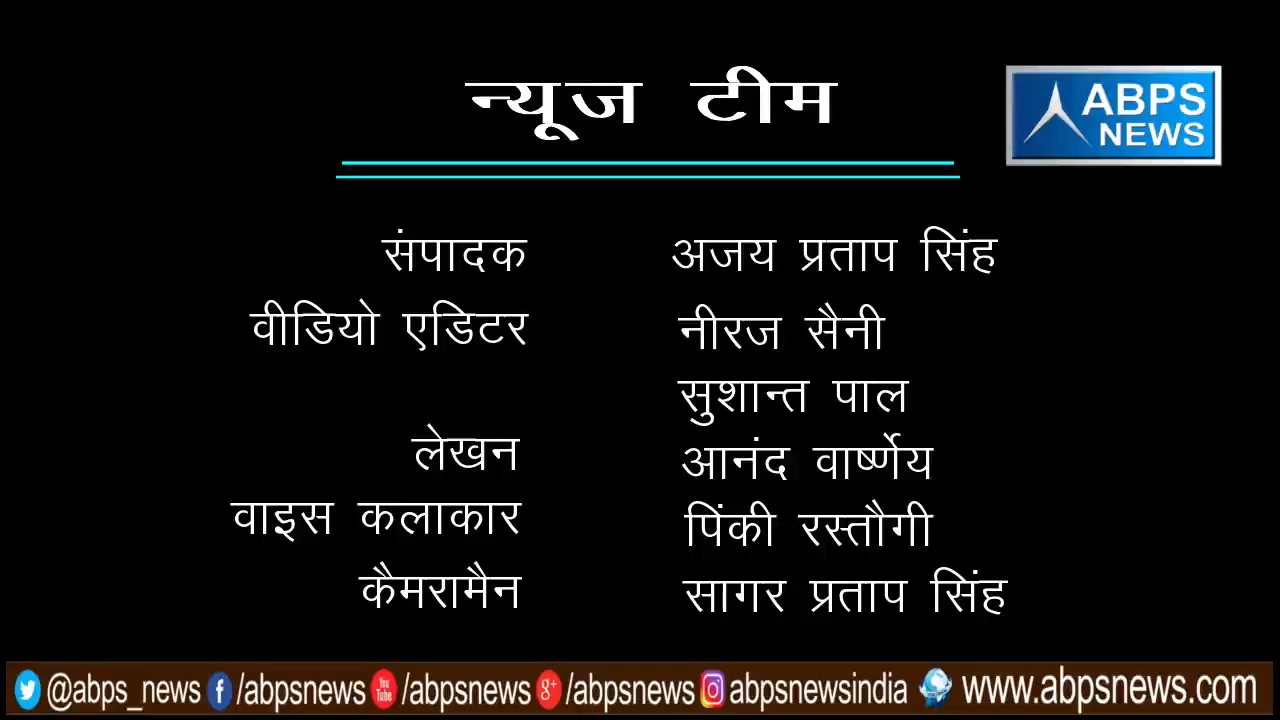 न्यूज टीम
ABPS
NEWS
संपादक अजय प्रताप सिंह
वीडियो एडिटर नीरज सैनी
सुशान्त पाल
लेखन आनंद वार्ष्णेय
वाइस कलाकार पिंकी रस्तौगी
कैमरामैन सागर प्रताप सिंह
@abps_news /abpsnews You Tube /abpsnews g+ /abpsnews abpsnewsindia www.abpsnews.com